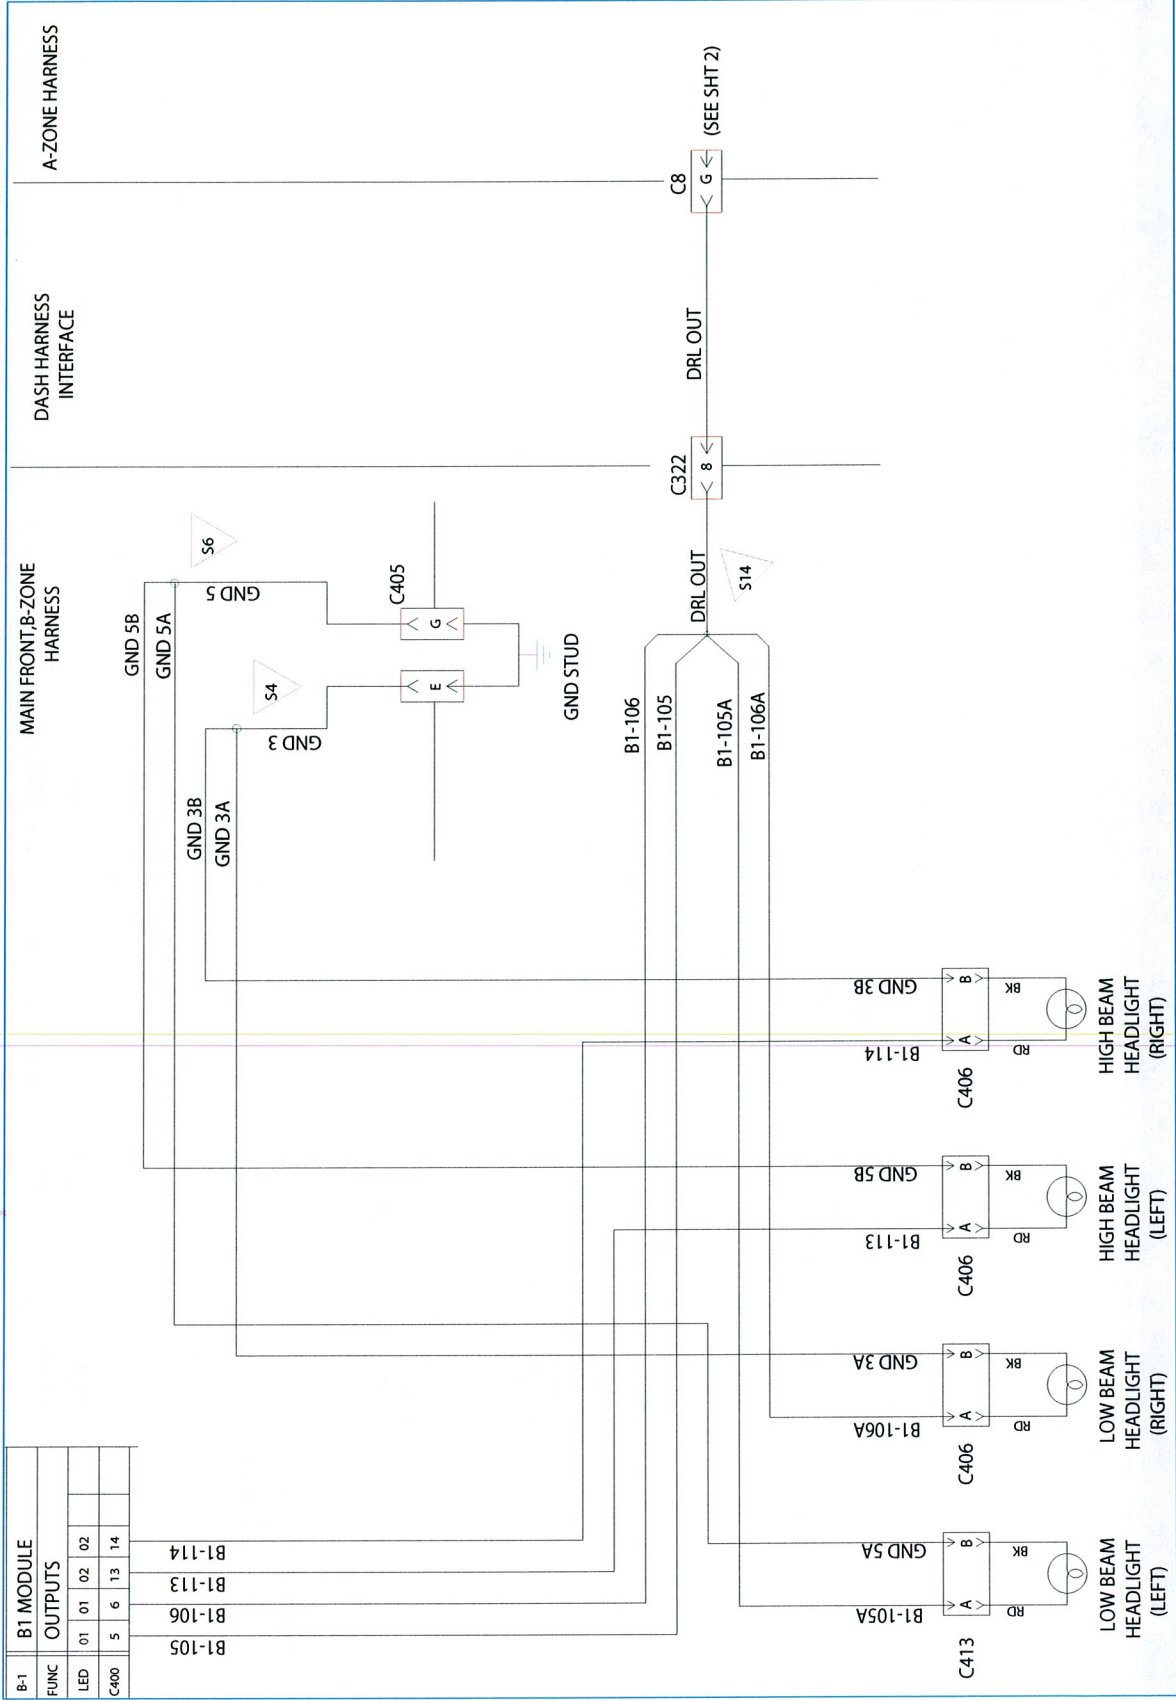 A-ZONE HARNESS
DASH HARNESS
INTERFACE
MAIN FRONT,B-ZONE
HARNESS
B-1 B1 MODULE
FUNC OUTPUTS
LED 01 01 02 02
C400 5 6 13 14
B1-105
B1-106
B1-113
B1-114
GND 5B
GND 5A
GND 5
S6
GND 3B
GND 3A
GND 3
S4
C405
E
G
GND STUD
B1-106
B1-105
B1-105A
B1-106A
DRL OUT
S14
C322
8
DRL OUT
C8
G
(SEE SHT 2)
B1-105A
GND 5A
C413
A
B
RD
BK
LOW BEAM
HEADLIGHT
(LEFT)
B1-106A
GND 3A
C406
A
B
RD
BK
LOW BEAM
HEADLIGHT
(RIGHT)
B1-113
GND 5B
C406
A
B
RD
BK
HIGH BEAM
HEADLIGHT
(LEFT)
B1-114
GND 3B
C406
A
B
RD
BK
HIGH BEAM
HEADLIGHT
(RIGHT)